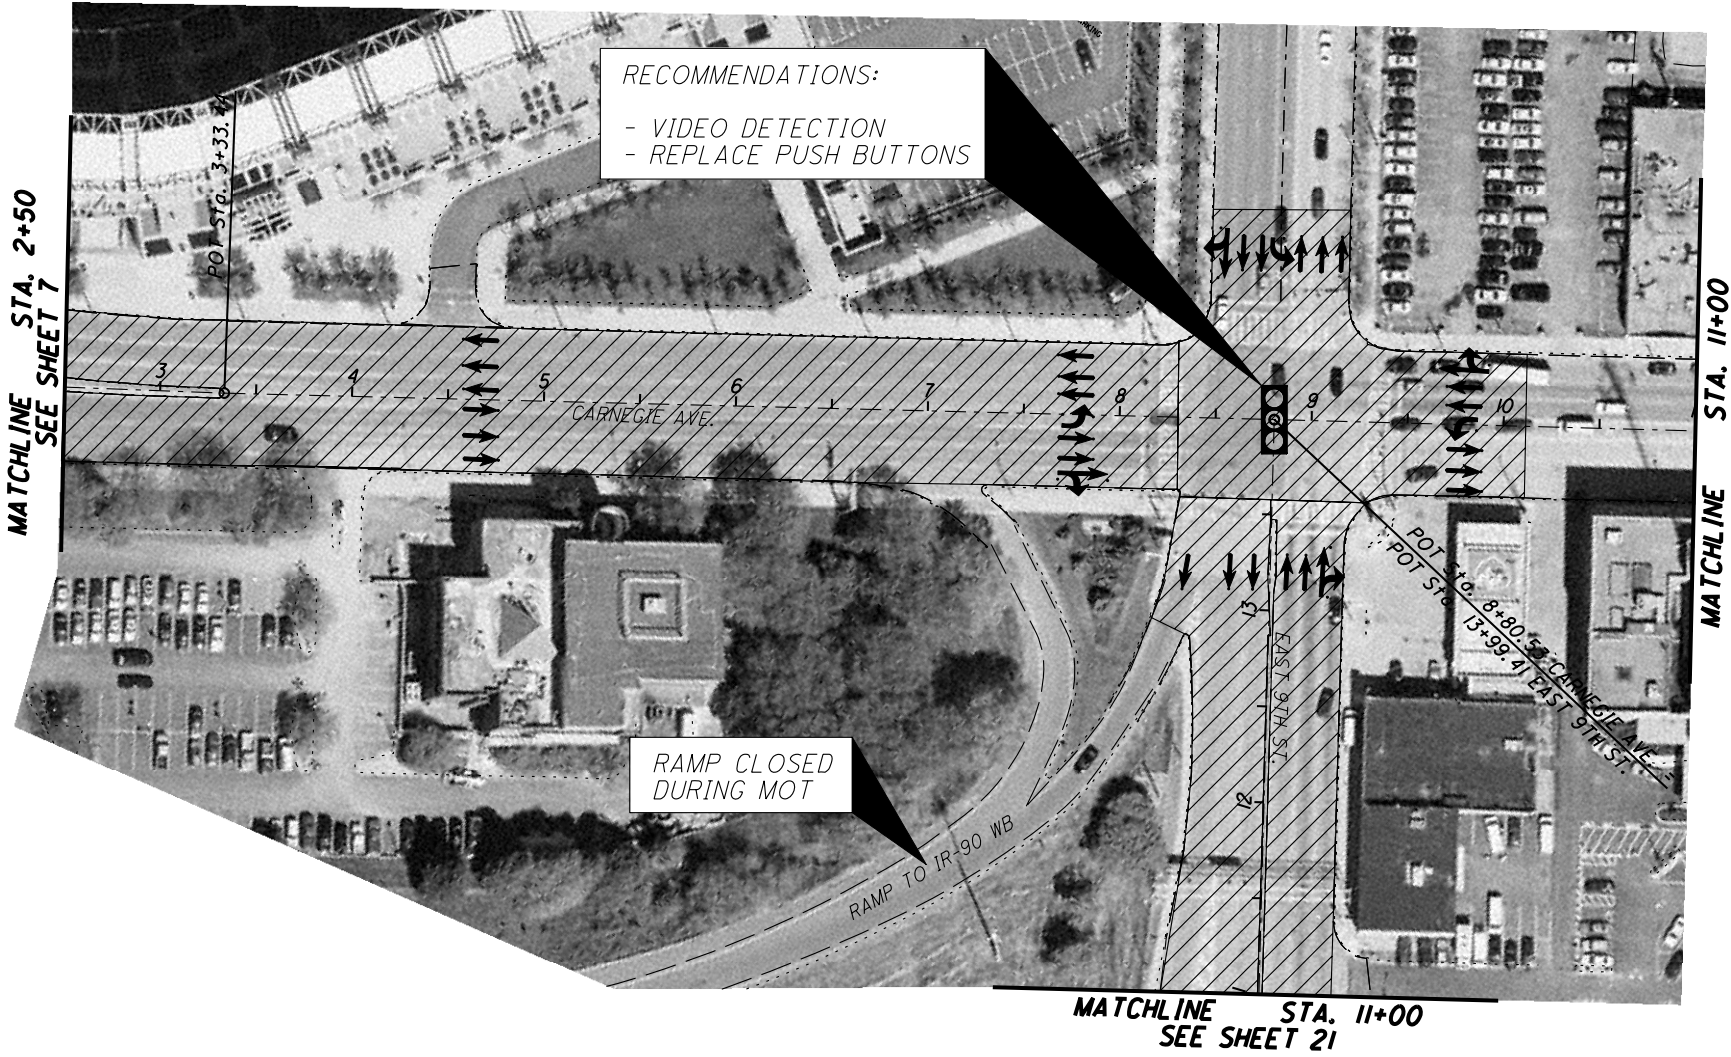 RECOMMENDATIONS:
- VIDEO DETECTION
- REPLACE PUSH BUTTONS
POT Sta. 3+33.44
MATCHLINE STA. 2+50
SEE SHEET 7
3
4
5
6
7
8
9
10
CARNEGIE AVE.
MATCHLINE STA. 11+00
POT Sta. 8+80.53 CARNEGIE AVE. =
POT Sta. 13+99.41 EAST 9TH ST.
13
EAST 9TH ST.
12
RAMP CLOSED
DURING MOT
RAMP TO IR-90 WB
MATCHLINE STA. 11+00
SEE SHEET 21